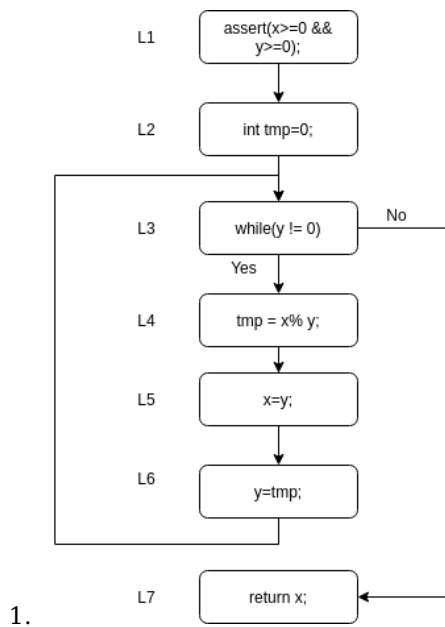 L1
assert(x>=0 &&
y>=0);
L2
int tmp=0;
L3
while(y != 0)
No
Yes
L4
tmp = x% y;
L5
x=y;
L6
y=tmp;
L7
return x;
1.